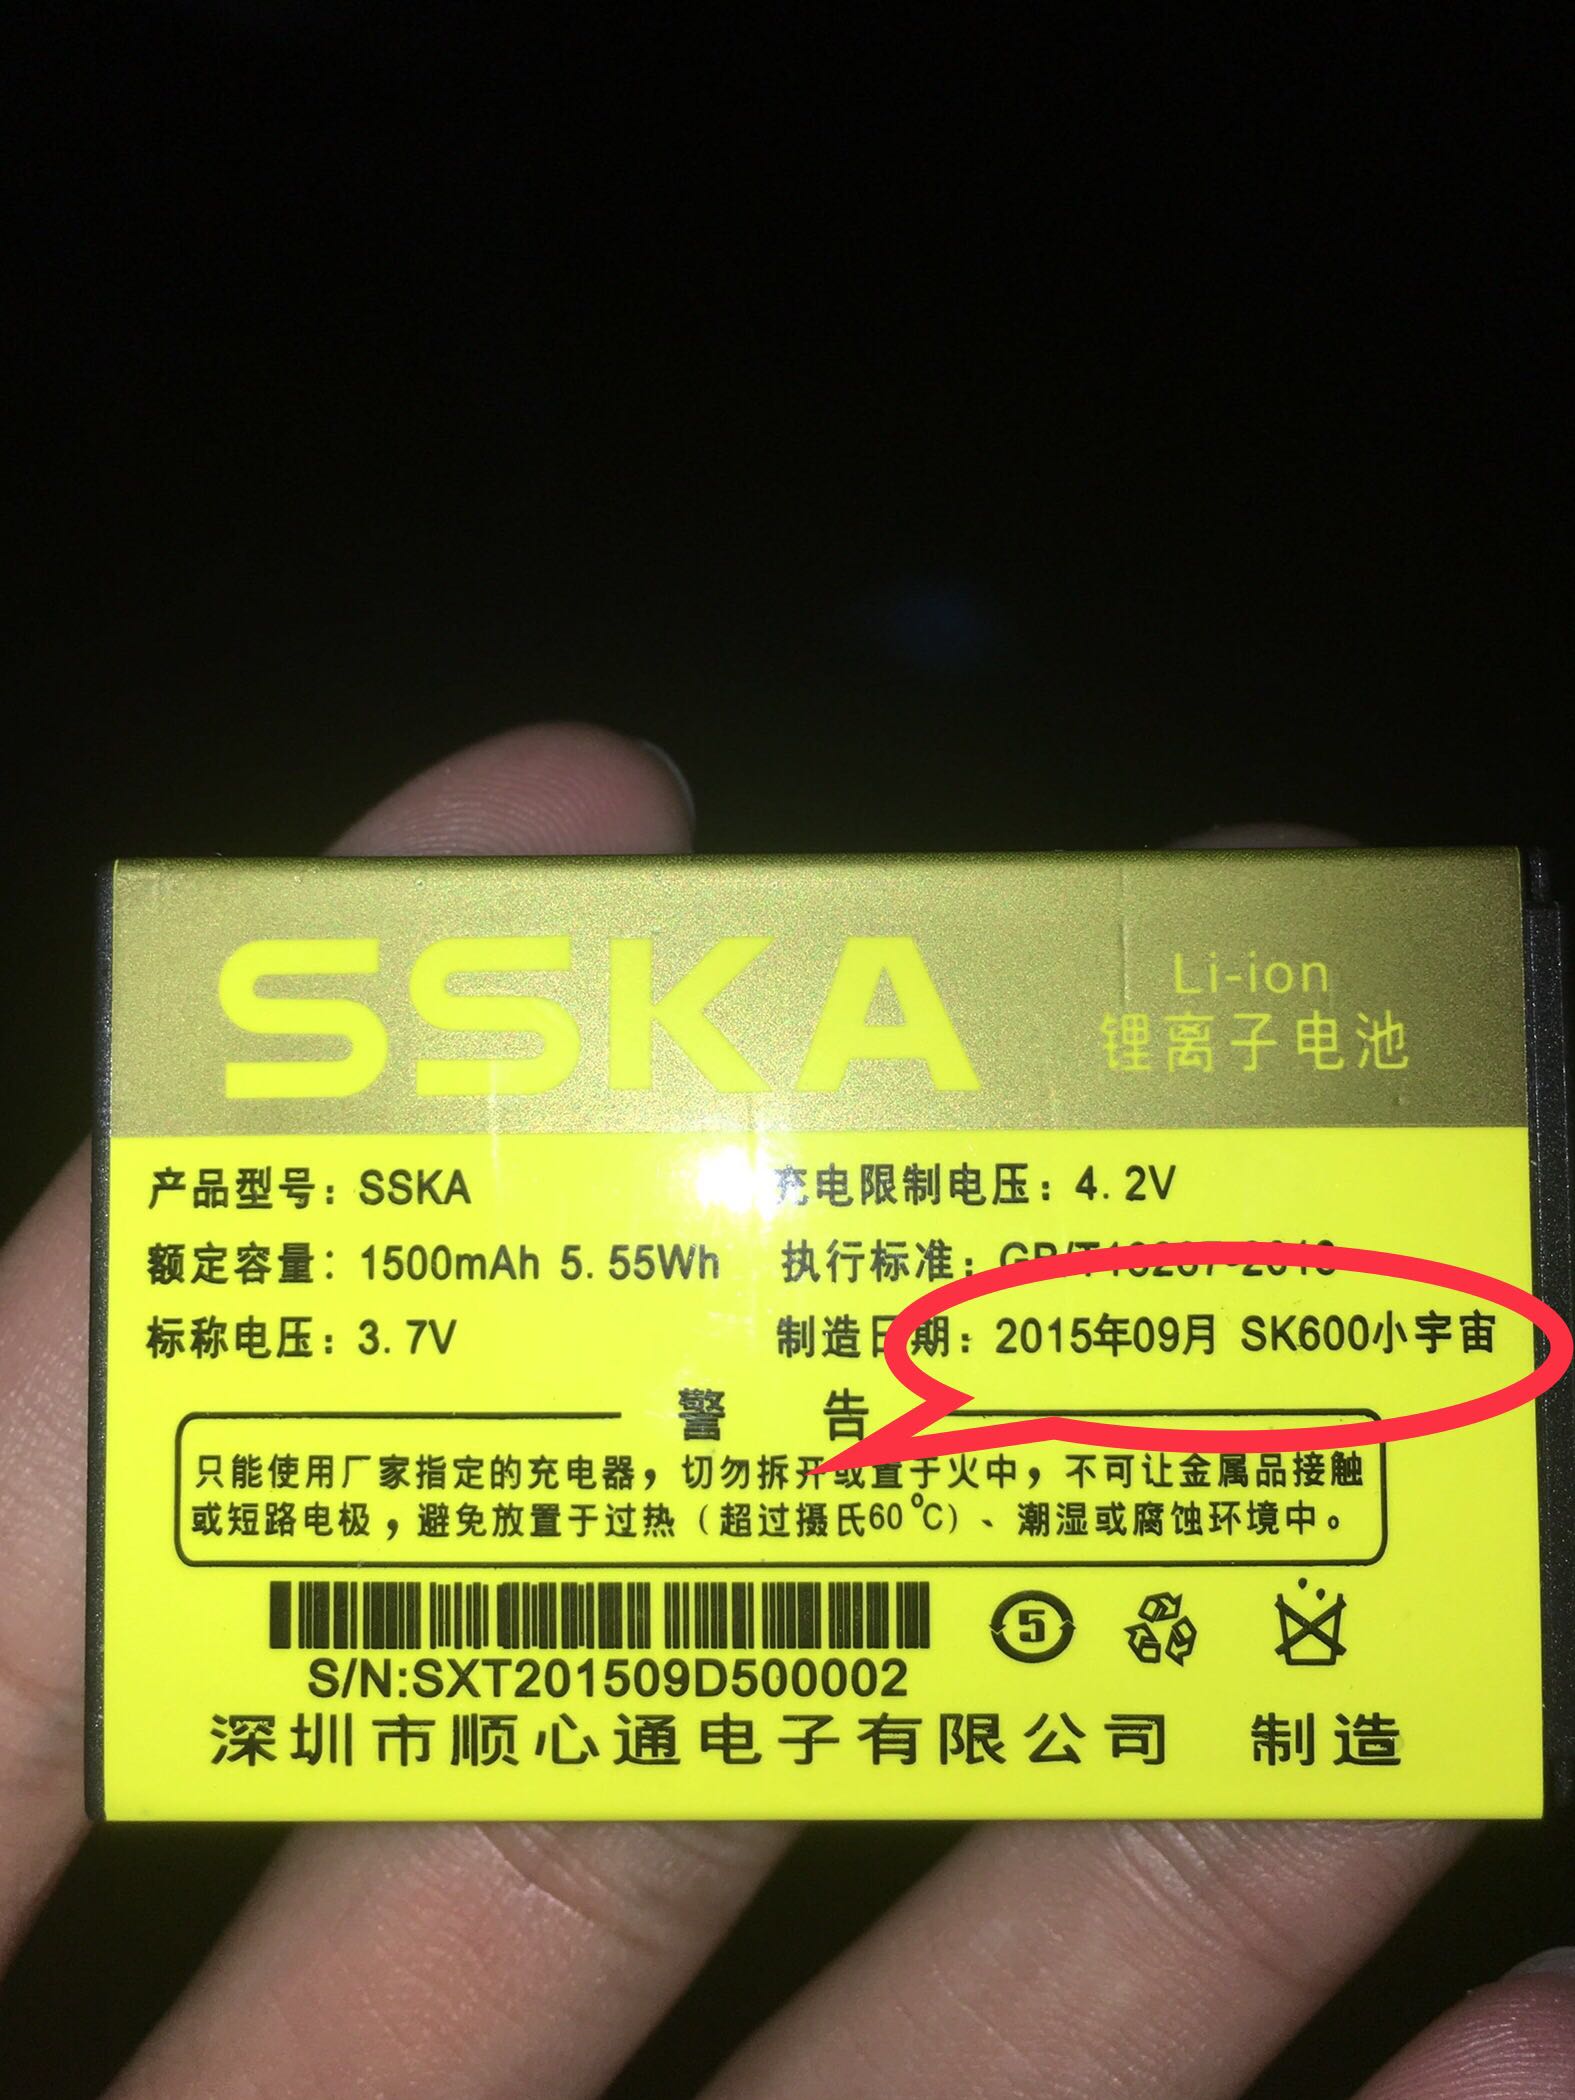 SSKA
Li-ion
锂离子电池
产品型号：SSKA 充电限制电压：4.2V
额定容量：1500mAh 5.55Wh 执行标准：GB/T18287-2013
标称电压：3.7V 制造日期：2015年09月 SK600小宇宙
警 告
只能使用厂家指定的充电器，切勿拆开或置于火中，不可让金属品接触
或短路电极，避免放置于过热（超过摄氏60℃）、潮湿或腐蚀环境中。
5
S/N:SXT201509D500002
深圳市顺心通电子有限公司 制造